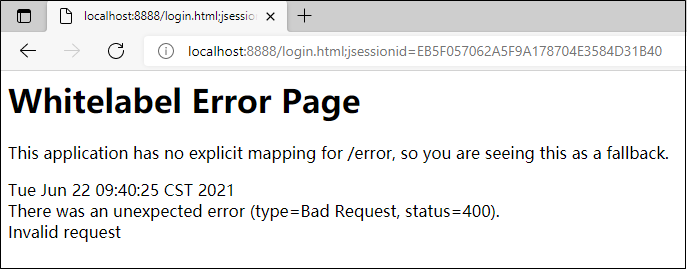 localhost:8888/login.html;jsessio
localhost:8888/login.html;jsessionid=EB5F057062A5F9A178704E3584D31B40
Whitelabel Error Page
This application has no explicit mapping for /error, so you are seeing this as a fallback.
Tue Jun 22 09:40:25 CST 2021
There was an unexpected error (type=Bad Request, status=400).
Invalid request